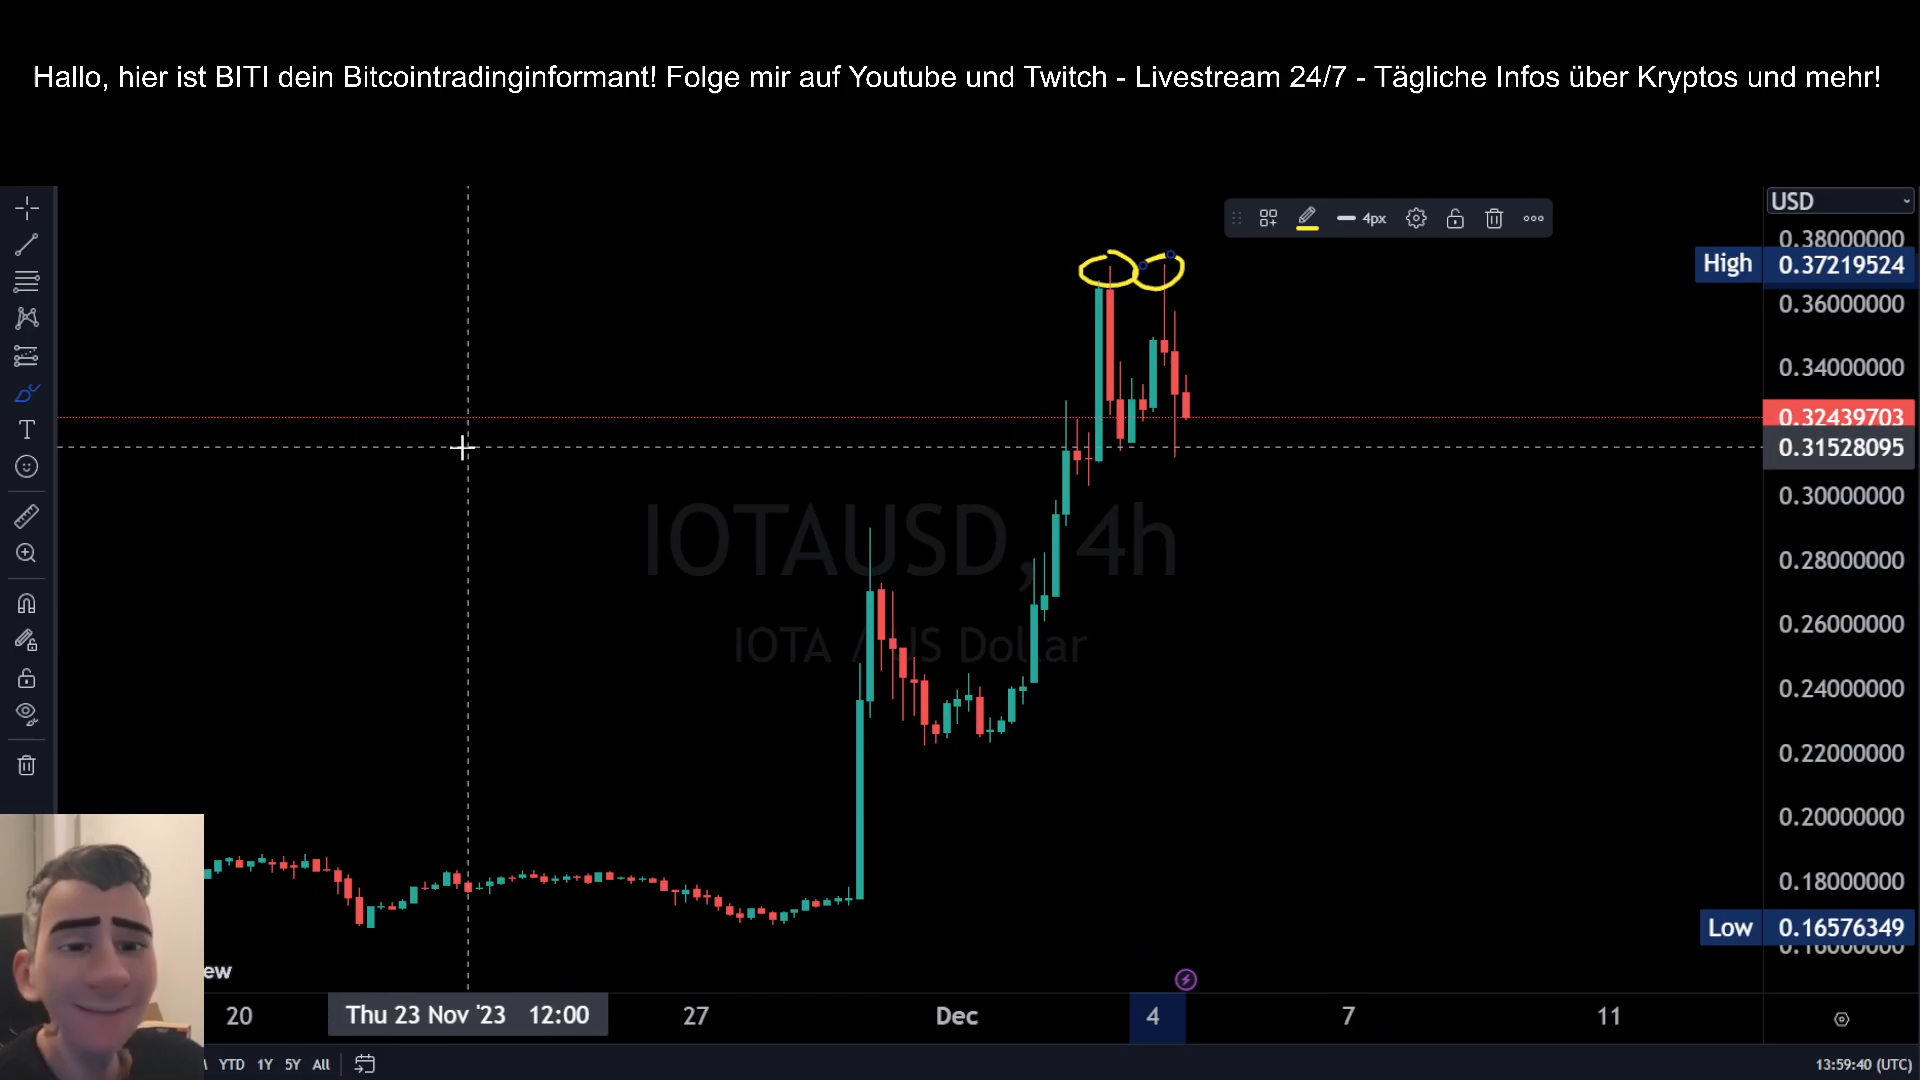 Hallo, hier ist BITI dein Bitcointradinginformant! Folge mir auf Youtube und Twitch - Livestream 24/7 - Tägliche Infos über Kryptos und mehr!
4px
USD
0.38000000
High 0.37219524
0.36000000
0.34000000
0.32439703
0.31528095
0.30000000
IOTAUSD, 4h
0.28000000
0.26000000
IOTA / US Dollar
0.24000000
0.22000000
0.20000000
0.18000000
Low 0.16576349
0.16000000
ew
20 Thu 23 Nov '23 12:00 27 Dec 4 7 11
YTD 1Y 5Y All 13:59:40 (UTC)